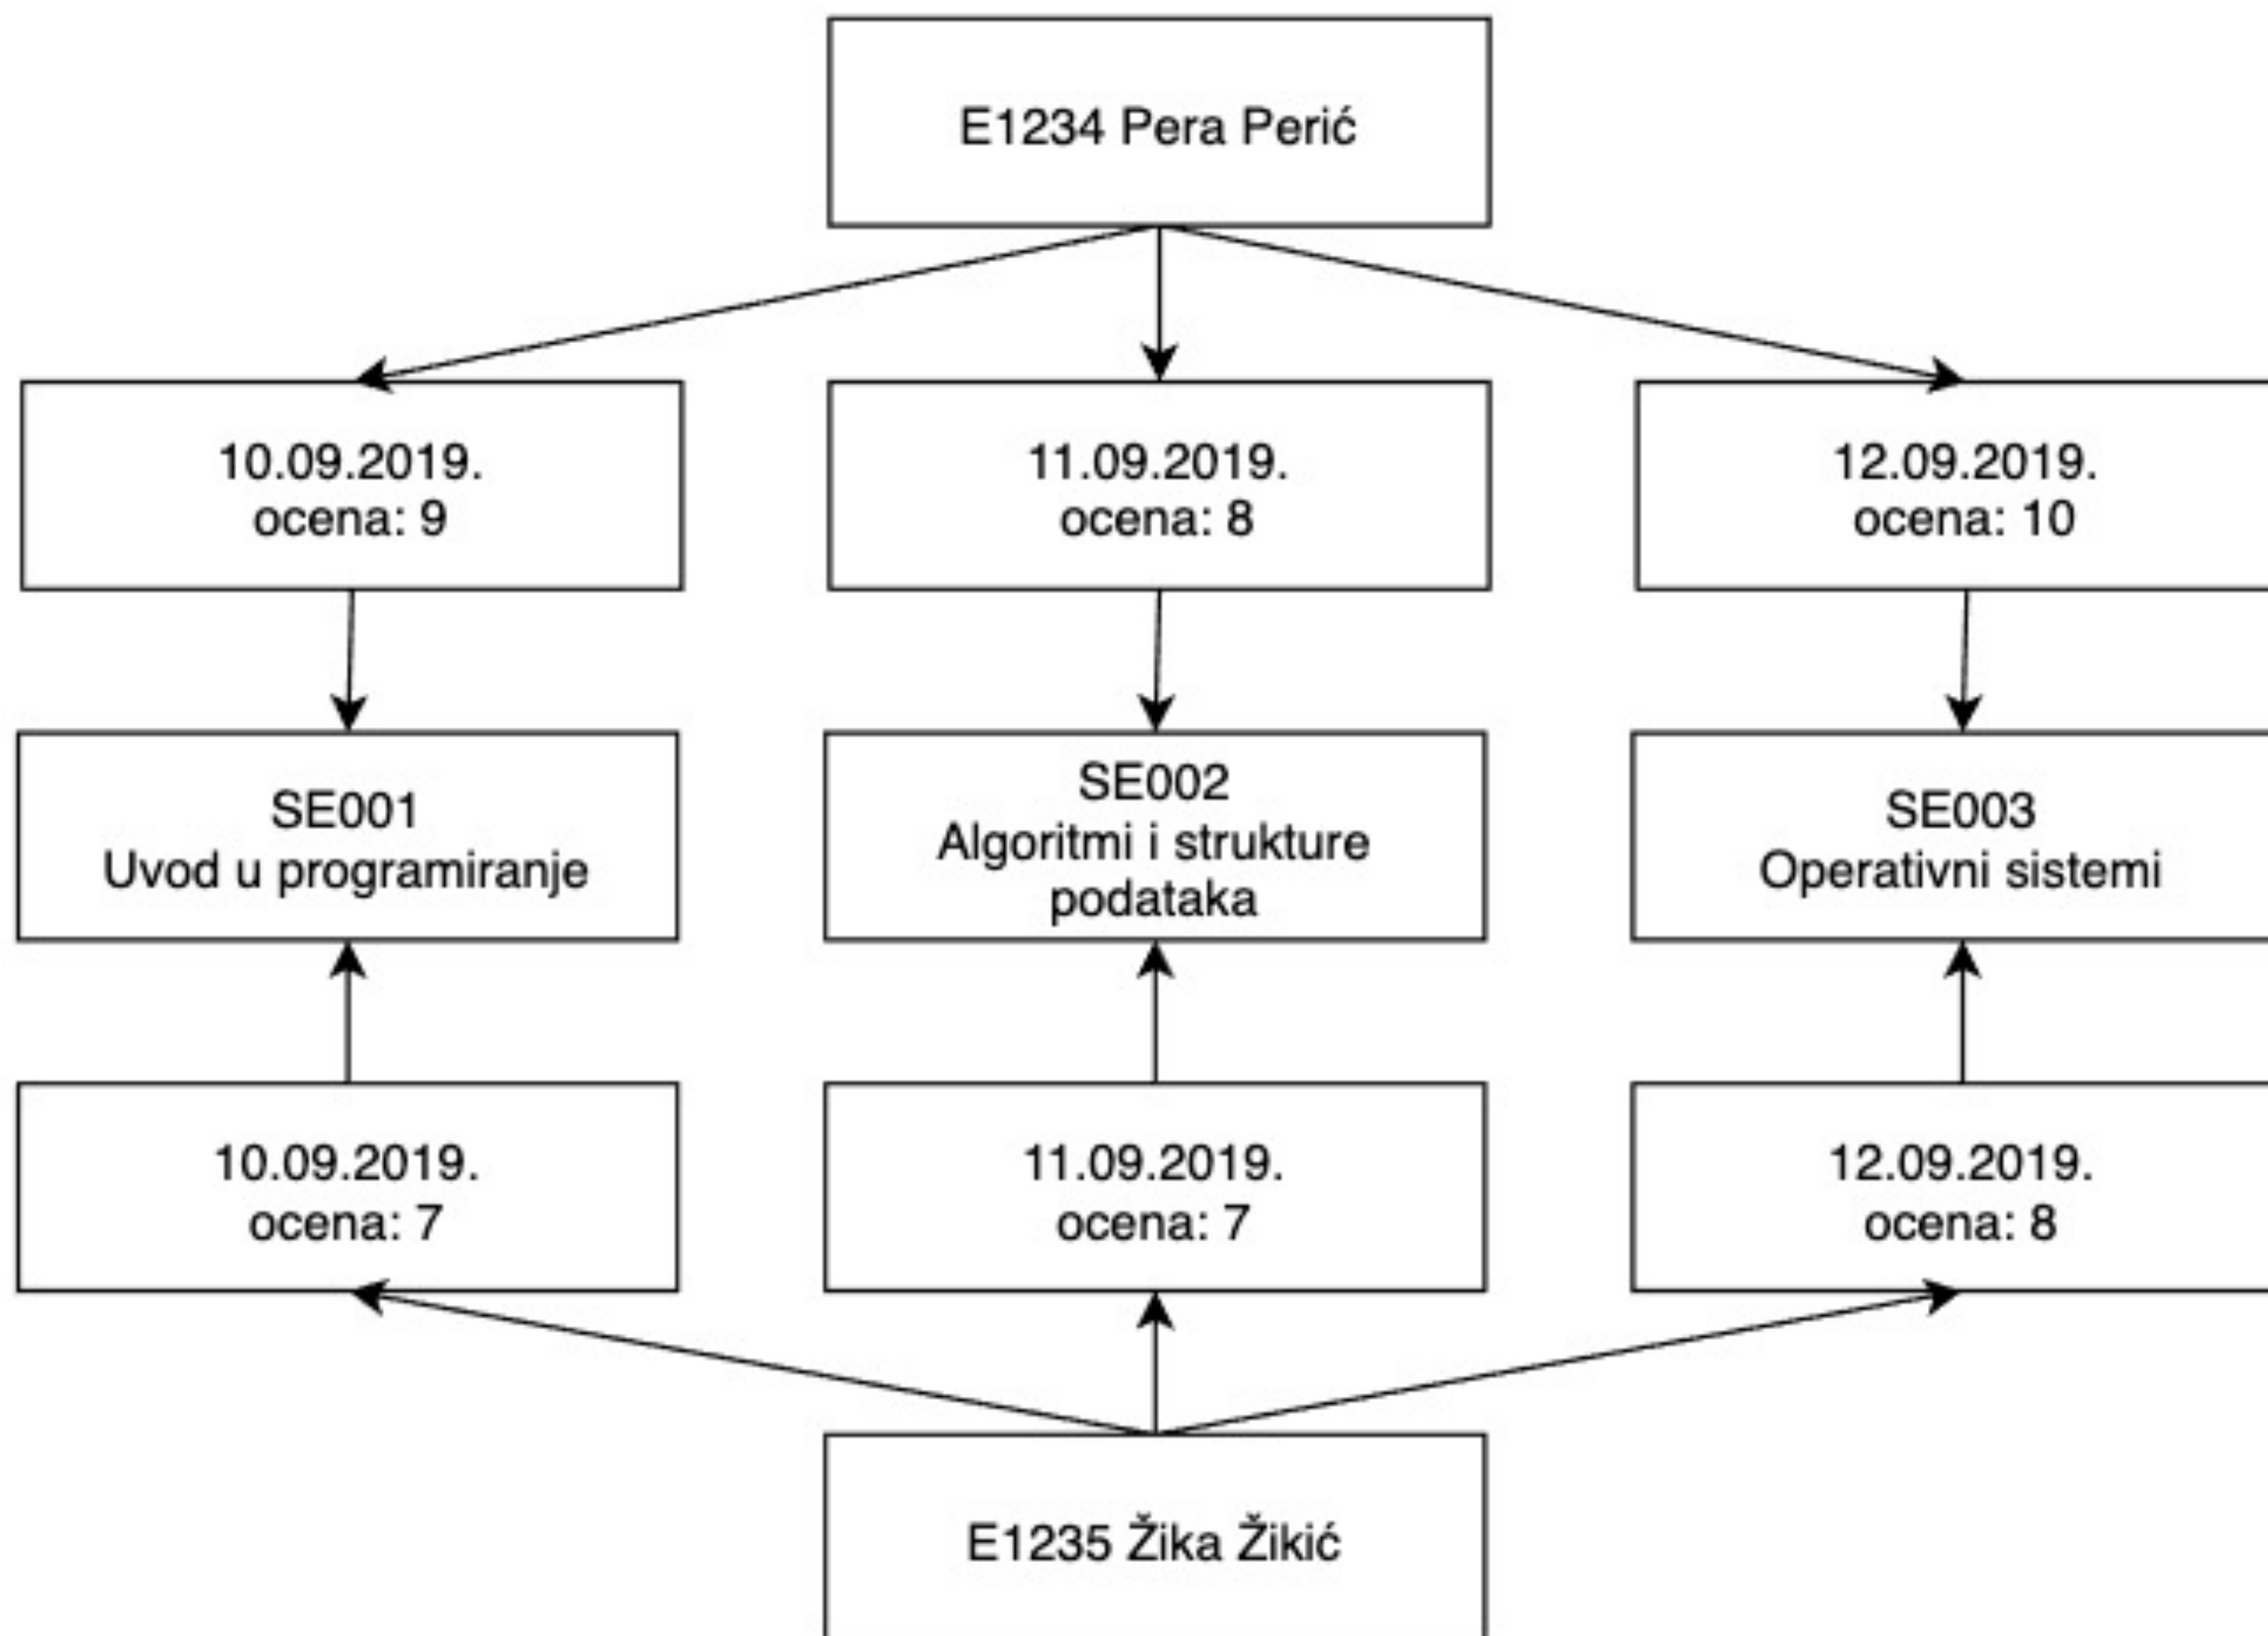 E1234 Pera Perić
10.09.2019.
ocena: 9
11.09.2019.
ocena: 8
12.09.2019.
ocena: 10
SE001
Uvod u programiranje
SE002
Algoritmi i strukture
podataka
SE003
Operativni sistemi
10.09.2019.
ocena: 7
11.09.2019.
ocena: 7
12.09.2019.
ocena: 8
E1235 Žika Žikić